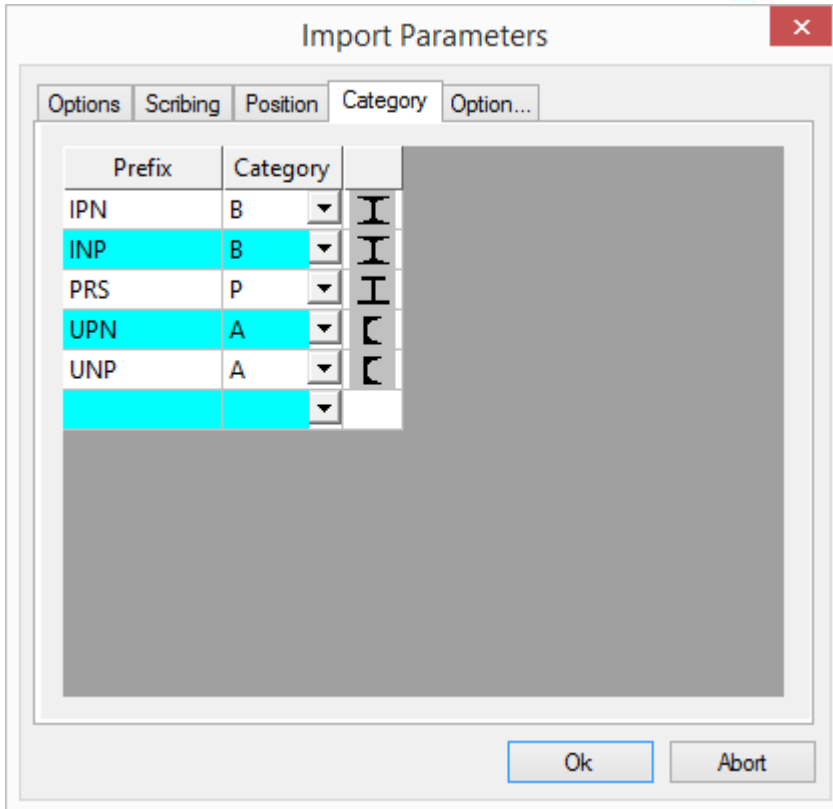 Import Parameters
Options Scribing Position Category Option...
Prefix Category
IPN B
INP B
PRS P
UPN A
UNP A
Ok Abort